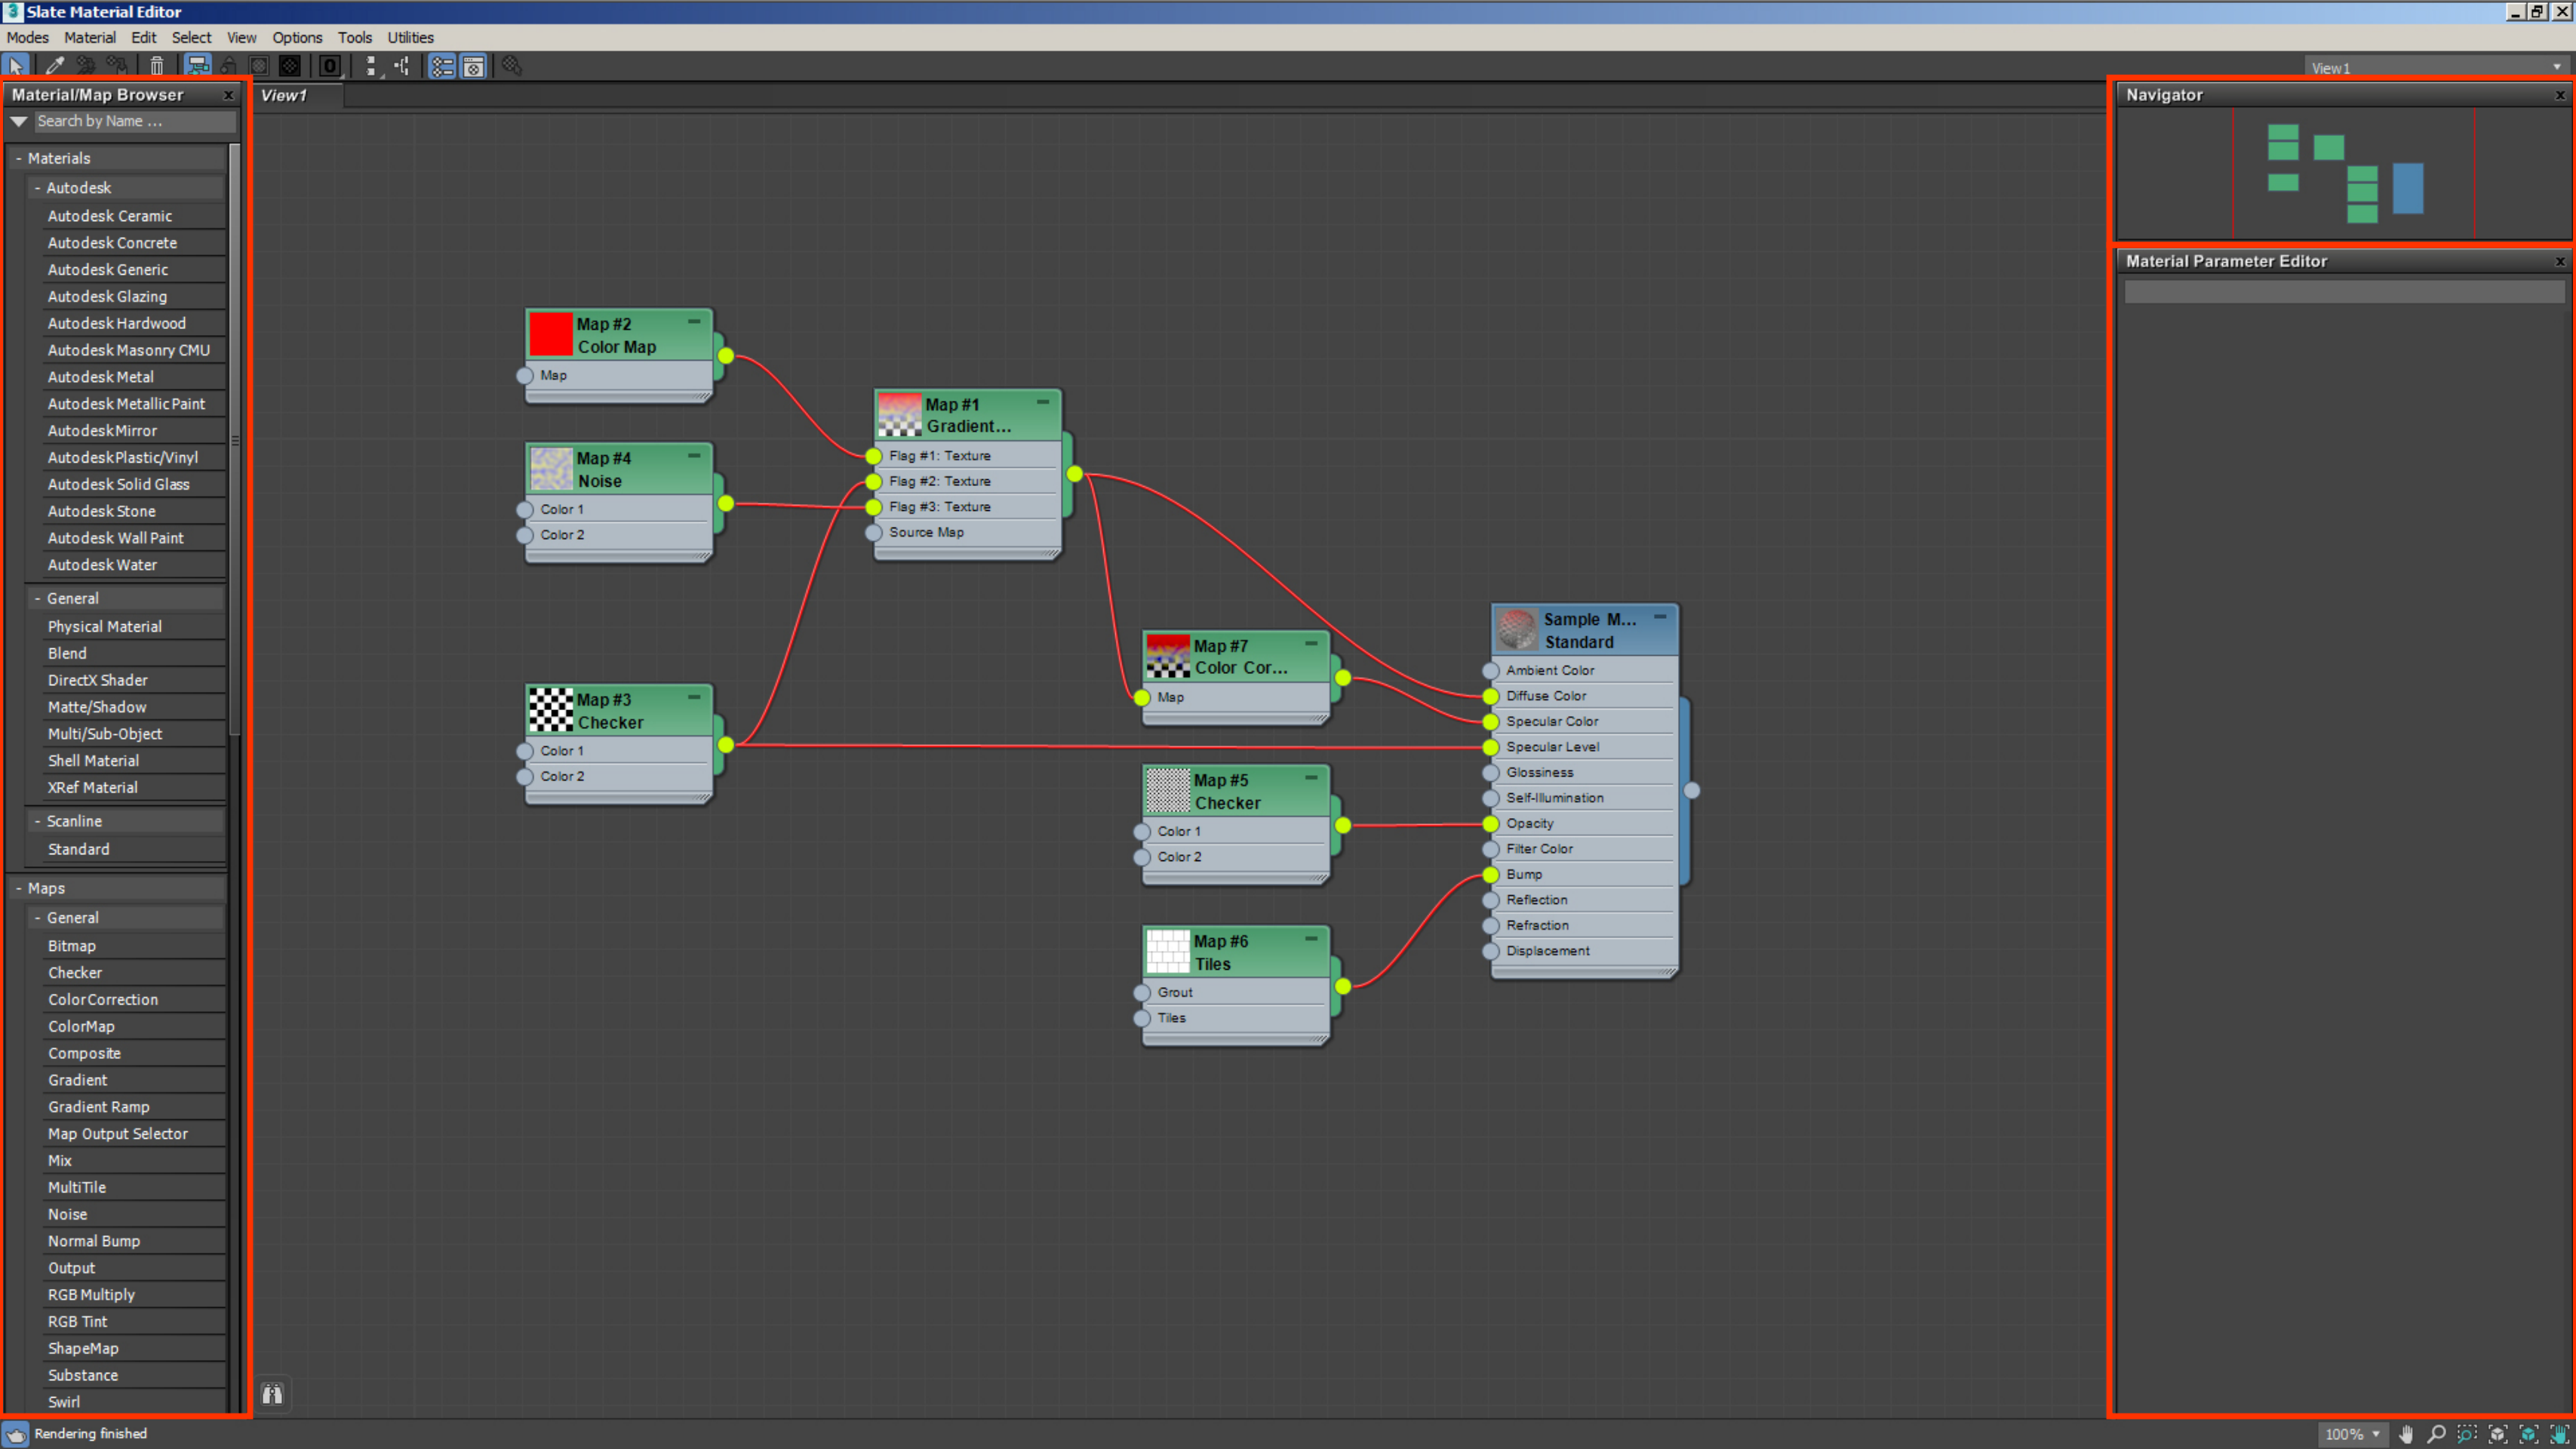 Slate Material Editor
Modes Material Edit Select View Options Tools Utilities
0
View1
Material/Map Browser
Search by Name ...
- Materials
- Autodesk
Autodesk Ceramic
Autodesk Concrete
Autodesk Generic
Autodesk Glazing
Autodesk Hardwood
Autodesk Masonry CMU
Autodesk Metal
Autodesk Metallic Paint
Autodesk Mirror
Autodesk Plastic/Vinyl
Autodesk Solid Glass
Autodesk Stone
Autodesk Wall Paint
Autodesk Water
- General
Physical Material
Blend
DirectX Shader
Matte/Shadow
Multi/Sub-Object
Shell Material
XRef Material
- Scanline
Standard
- Maps
- General
Bitmap
Checker
Color Correction
ColorMap
Composite
Gradient
Gradient Ramp
Map Output Selector
Mix
MultiTile
Noise
Normal Bump
Output
RGB Multiply
RGB Tint
ShapeMap
Substance
Swirl
View1
Map #2
Color Map
Map
Map #4
Noise
Color 1
Color 2
Map #3
Checker
Color 1
Color 2
Map #1
Gradient...
Flag #1: Texture
Flag #2: Texture
Flag #3: Texture
Source Map
Map #7
Color Cor...
Map
Map #5
Checker
Color 1
Color 2
Map #6
Tiles
Grout
Tiles
Sample M...
Standard
Ambient Color
Diffuse Color
Specular Color
Specular Level
Glossiness
Self-Illumination
Opacity
Filter Color
Bump
Reflection
Refraction
Displacement
Navigator
Material Parameter Editor
Rendering finished
100%